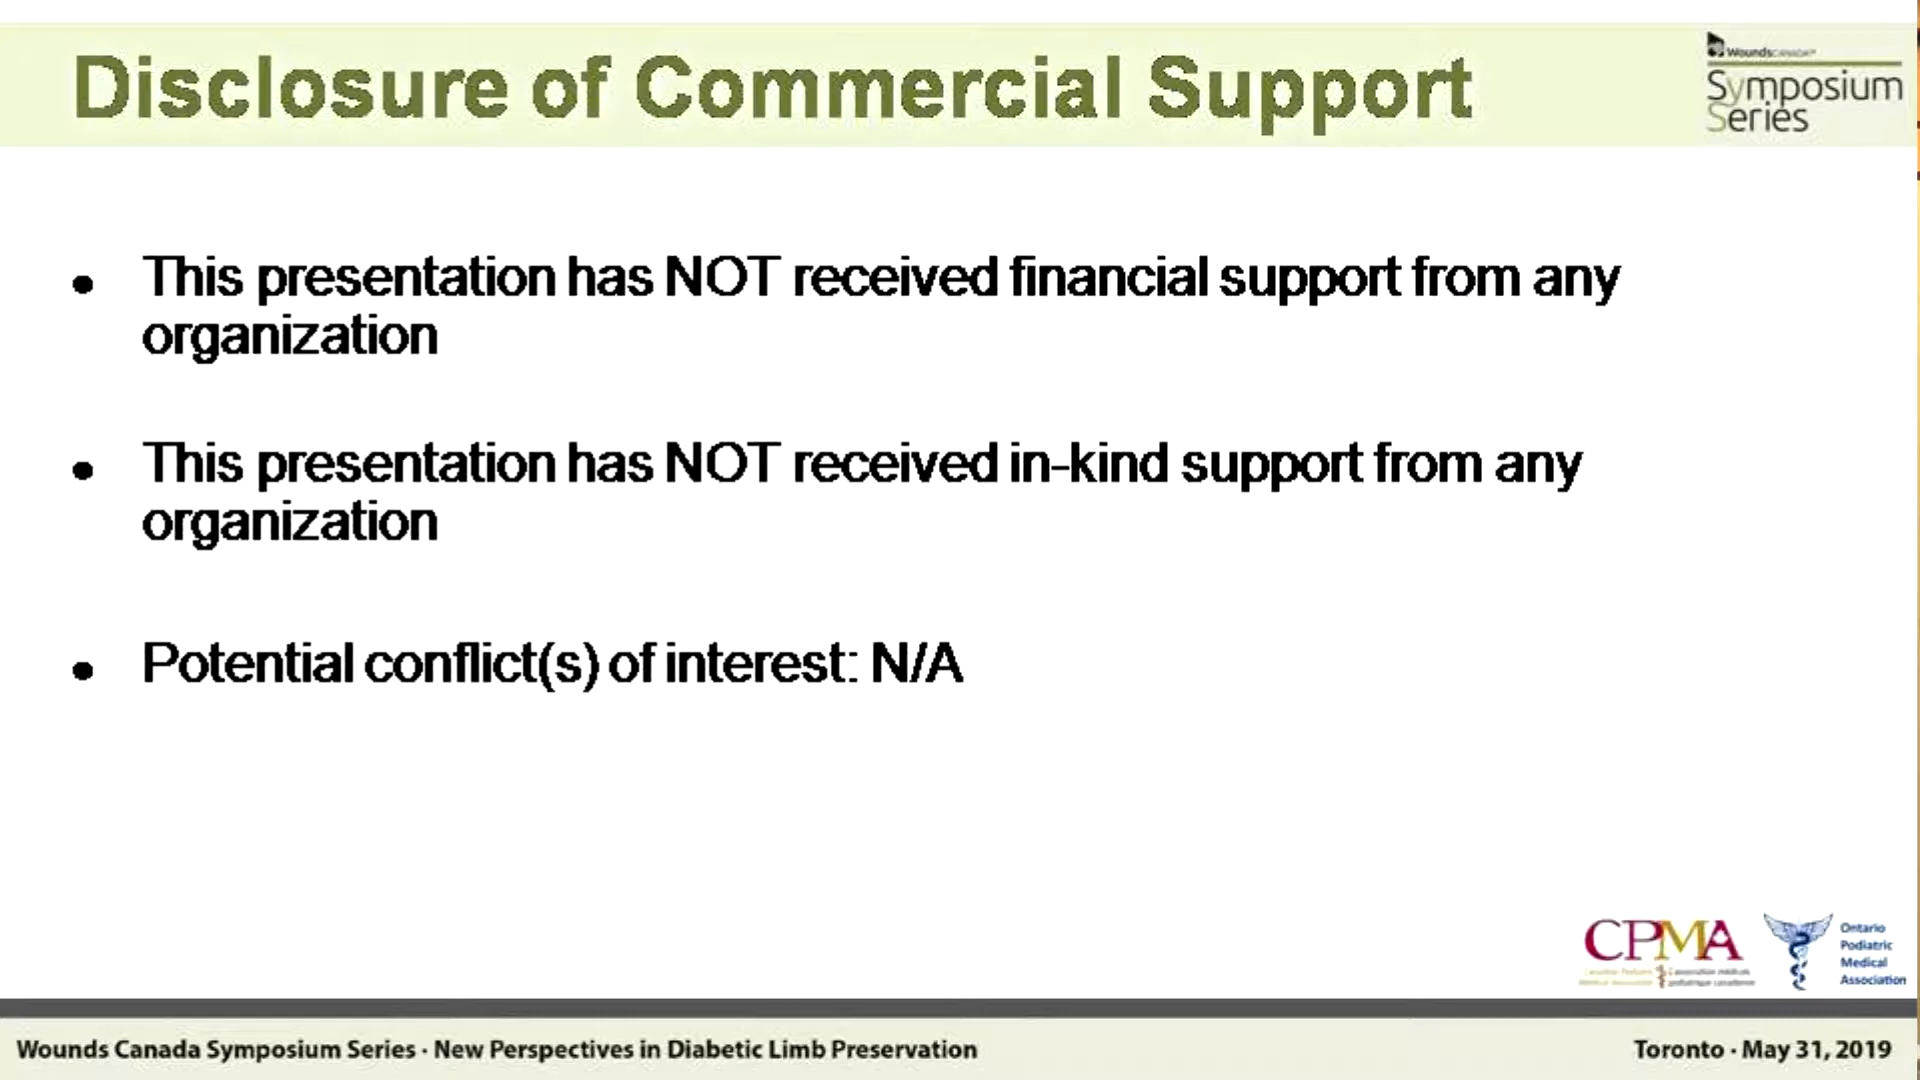 Disclosure of Commercial Support
WoundsCANADA
Symposium
Series
• This presentation has NOT received financial support from any
organization
• This presentation has NOT received in-kind support from any
organization
• Potential conflict(s) of interest: N/A
CPMA
Ontario
Podiatric
Medical
Association
Wounds Canada Symposium Series · New Perspectives in Diabetic Limb Preservation
Toronto · May 31, 2019